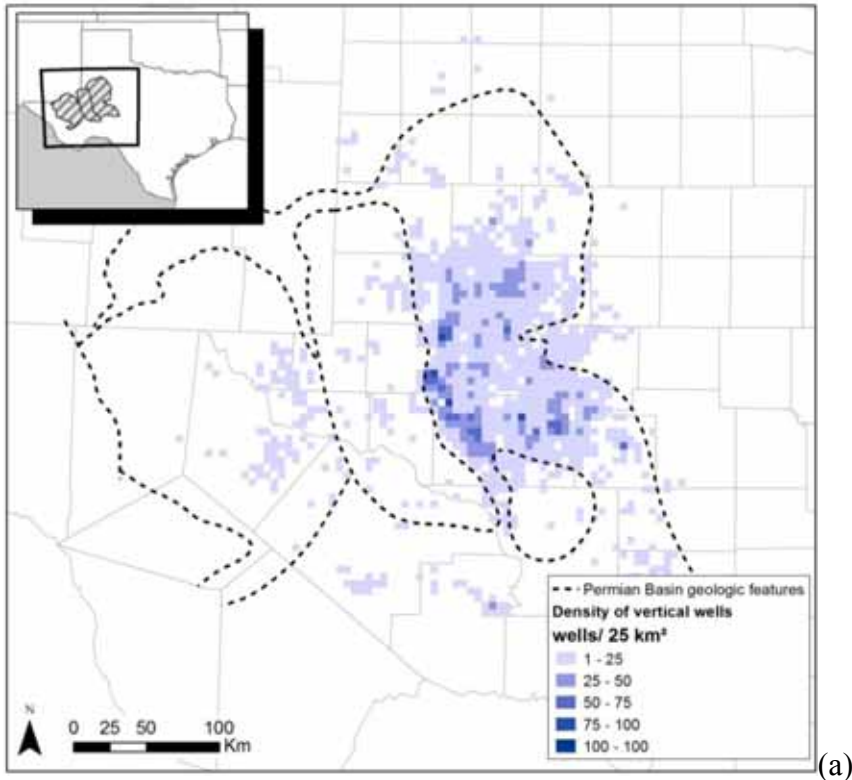 Permian Basin geologic features
Density of vertical wells
wells/ 25 km²
1 - 25
25 - 50
50 - 75
75 - 100
100 - 100
N
0 25 50 100
Km
(a)